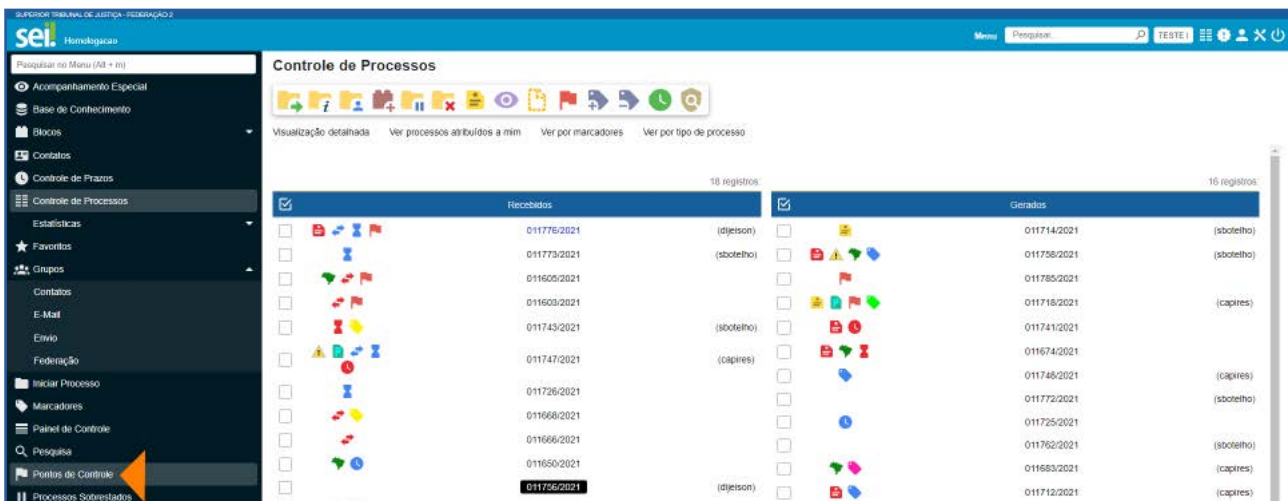 SUPERIOR TRIBUNAL DE JUSTIÇA - FEDERAÇÃO 2
sei! Homologacao
Menu Pesquisar... TESTE I
Pesquisar no Menu (Alt + m)
Acompanhamento Especial
Base de Conhecimento
Blocos
Contatos
Controle de Prazos
Controle de Processos
Estatísticas
Favoritos
Grupos
Contatos
E-Mail
Envio
Federação
Iniciar Processo
Marcadores
Painel de Controle
Pesquisa
Pontos de Controle
Processos Sobrestados
Controle de Processos
Visualização detalhada Ver processos atribuídos a mim Ver por marcadores Ver por tipo de processo
18 registros:
Recebidos
011776/2021 (dijeison)
011773/2021 (sbotelho)
011605/2021
011603/2021
011743/2021 (sbotelho)
011747/2021 (capires)
011726/2021
011668/2021
011666/2021
011650/2021
011756/2021 (dijeison)
16 registros:
Gerados
011714/2021 (sbotelho)
011758/2021 (sbotelho)
011785/2021
011718/2021 (capires)
011741/2021
011674/2021
011746/2021 (capires)
011772/2021 (sbotelho)
011725/2021
011762/2021 (sbotelho)
011683/2021 (capires)
011712/2021 (capires)